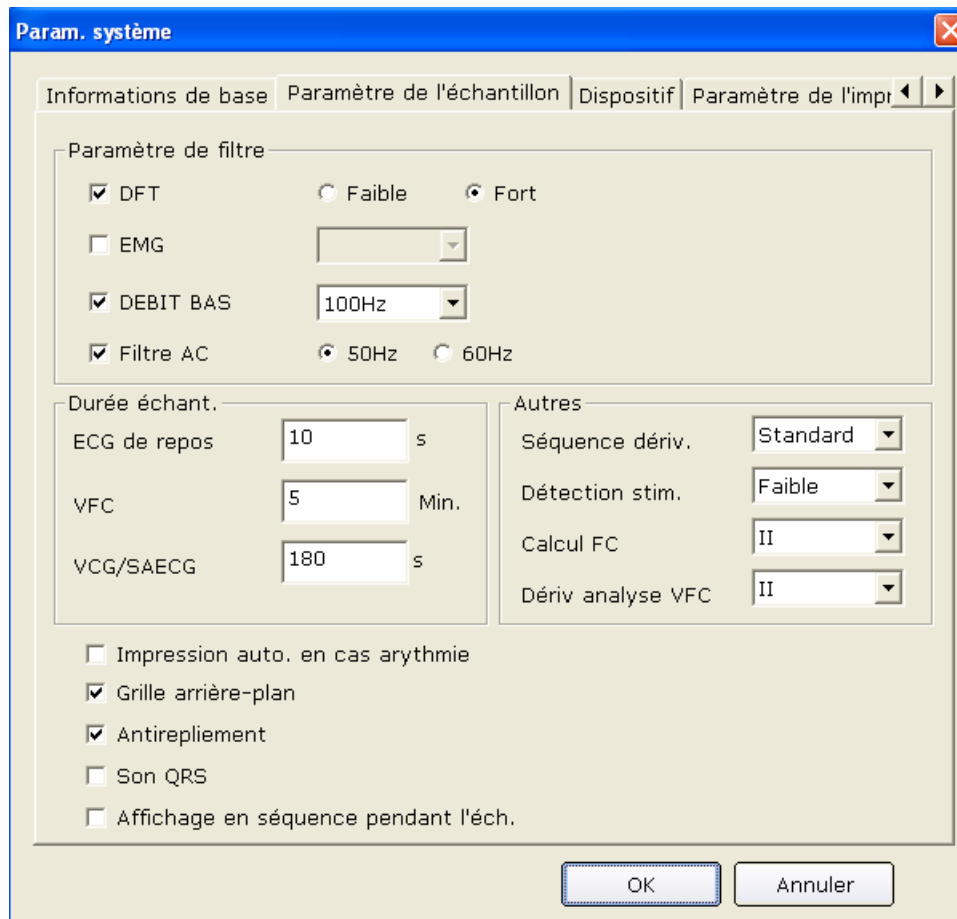 Param. système
Informations de base Paramètre de l'échantillon Dispositif Paramètre de l'impr
Paramètre de filtre
DFT Faible Fort
EMG
DEBIT BAS 100Hz
Filtre AC 50Hz 60Hz
Durée échant.
ECG de repos 10 s
VFC 5 Min.
VCG/SAECG 180 s
Autres
Séquence dériv. Standard
Détection stim. Faible
Calcul FC II
Dériv analyse VFC II
Impression auto. en cas arythmie
Grille arrière-plan
Antirepliement
Son QRS
Affichage en séquence pendant l'éch.
OK Annuler